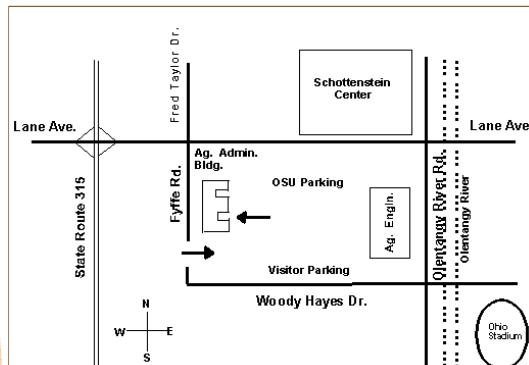 Fred Taylor Dr.
Schottenstein
Center
Lane Ave.
Lane Ave.
Ag. Admin.
Bldg.
OSU Parking
Fyffe Rd.
State Route 315
Ag. Engin.
Olentangy River Rd.
Olentangy River
Visitor Parking
Woody Hayes Dr.
N
W
E
S
Ohio
Stadium